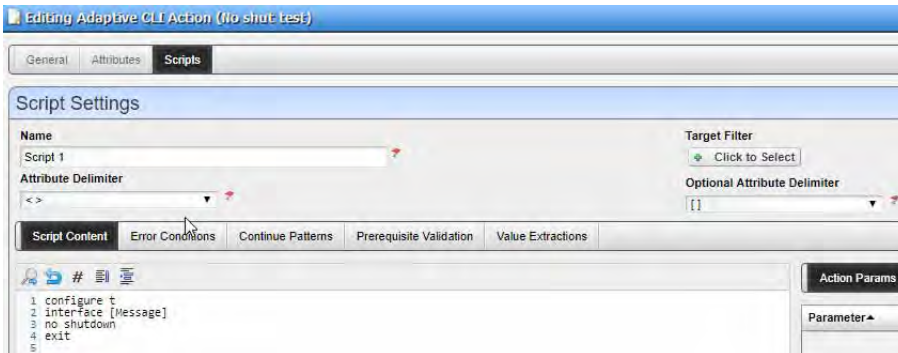 Editing Adaptive CLI Action (No shut test)
General Attributes Scripts
Script Settings
Name
Target Filter
Script 1
Click to Select
Attribute Delimiter
Optional Attribute Delimiter
<>
[]
Script Content Error Conditions Continue Patterns Prerequisite Validation Value Extractions
#
Action Params
1 configure t
2 interface [Message]
3 no shutdown
4 exit
5
Parameter